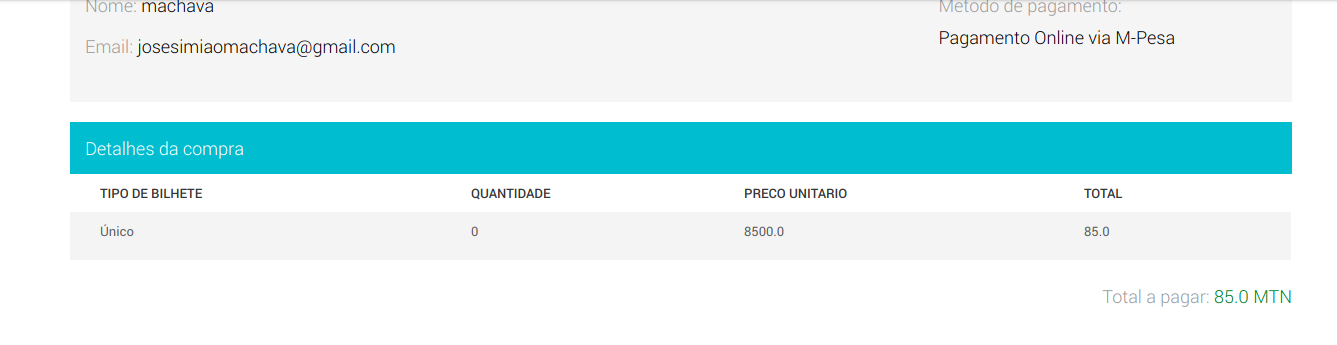 Nome: machava
Email: josesimiaomachava@gmail.com
Metodo de pagamento:
Pagamento Online via M-Pesa
Detalhes da compra
TIPO DE BILHETE QUANTIDADE PRECO UNITARIO TOTAL
Único 0 8500.0 85.0
Total a pagar: 85.0 MTN